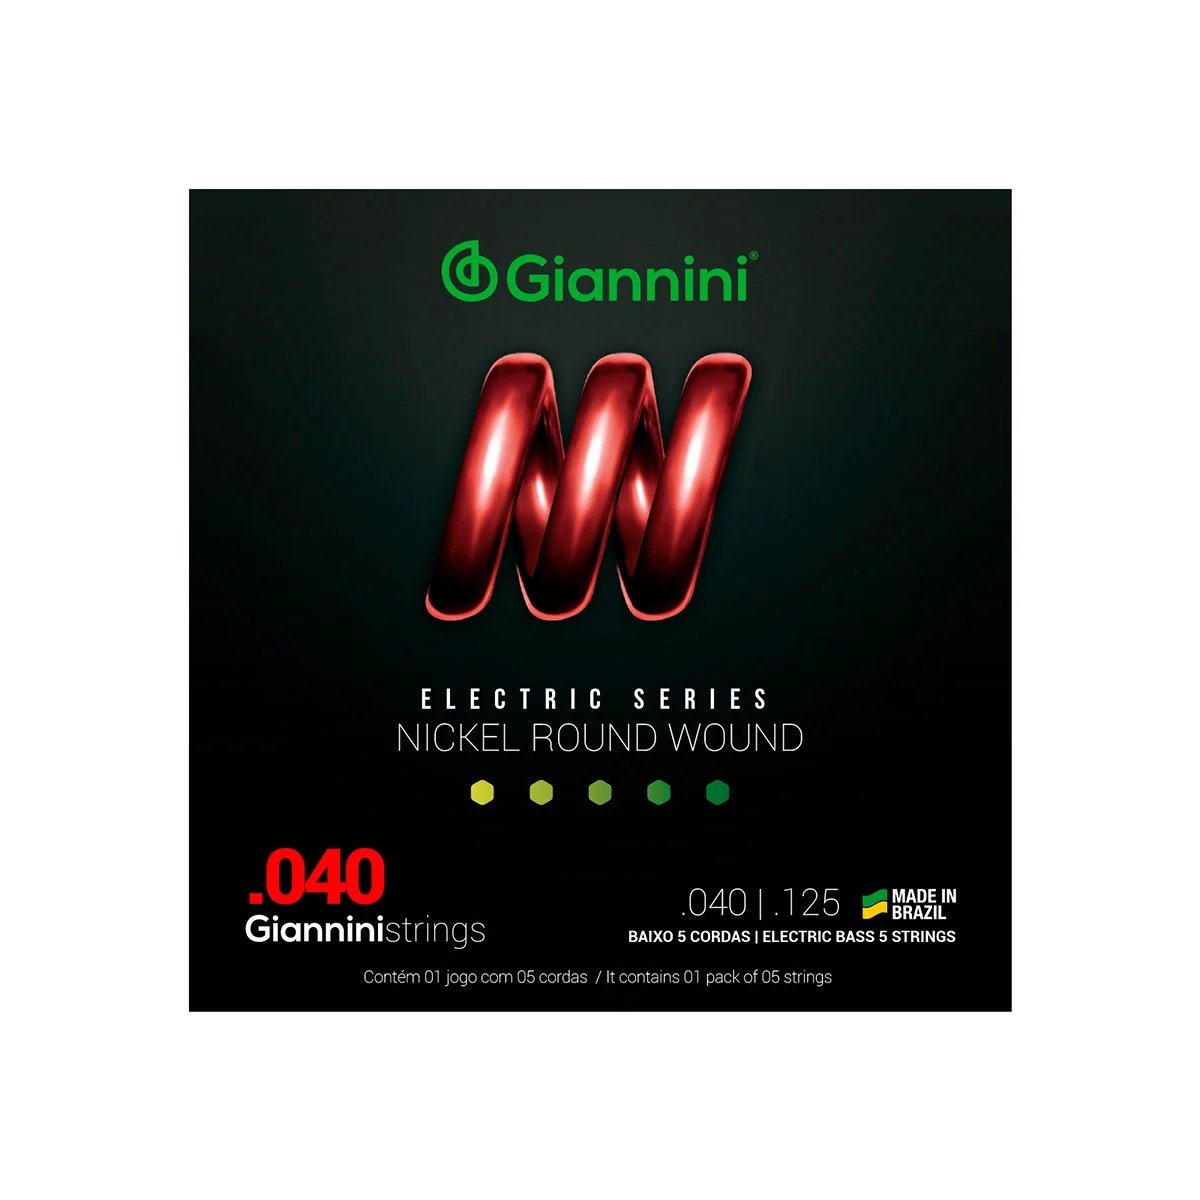 Giannini®
ELECTRIC SERIES
NICKEL ROUND WOUND
.040
Gianninistrings
.040 | .125
MADE IN
BRAZIL
BAIXO 5 CORDAS | ELECTRIC BASS 5 STRINGS
Contém 01 jogo com 05 cordas / It contains 01 pack of 05 strings